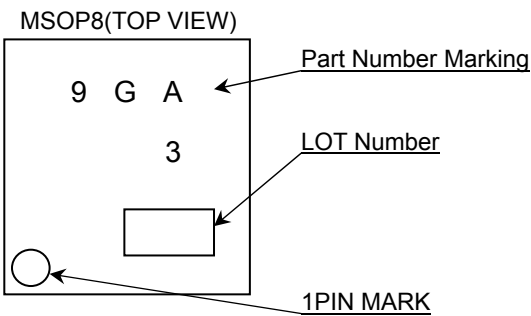 MSOP8(TOP VIEW)
Part Number Marking
9 G A
3
LOT Number
1PIN MARK